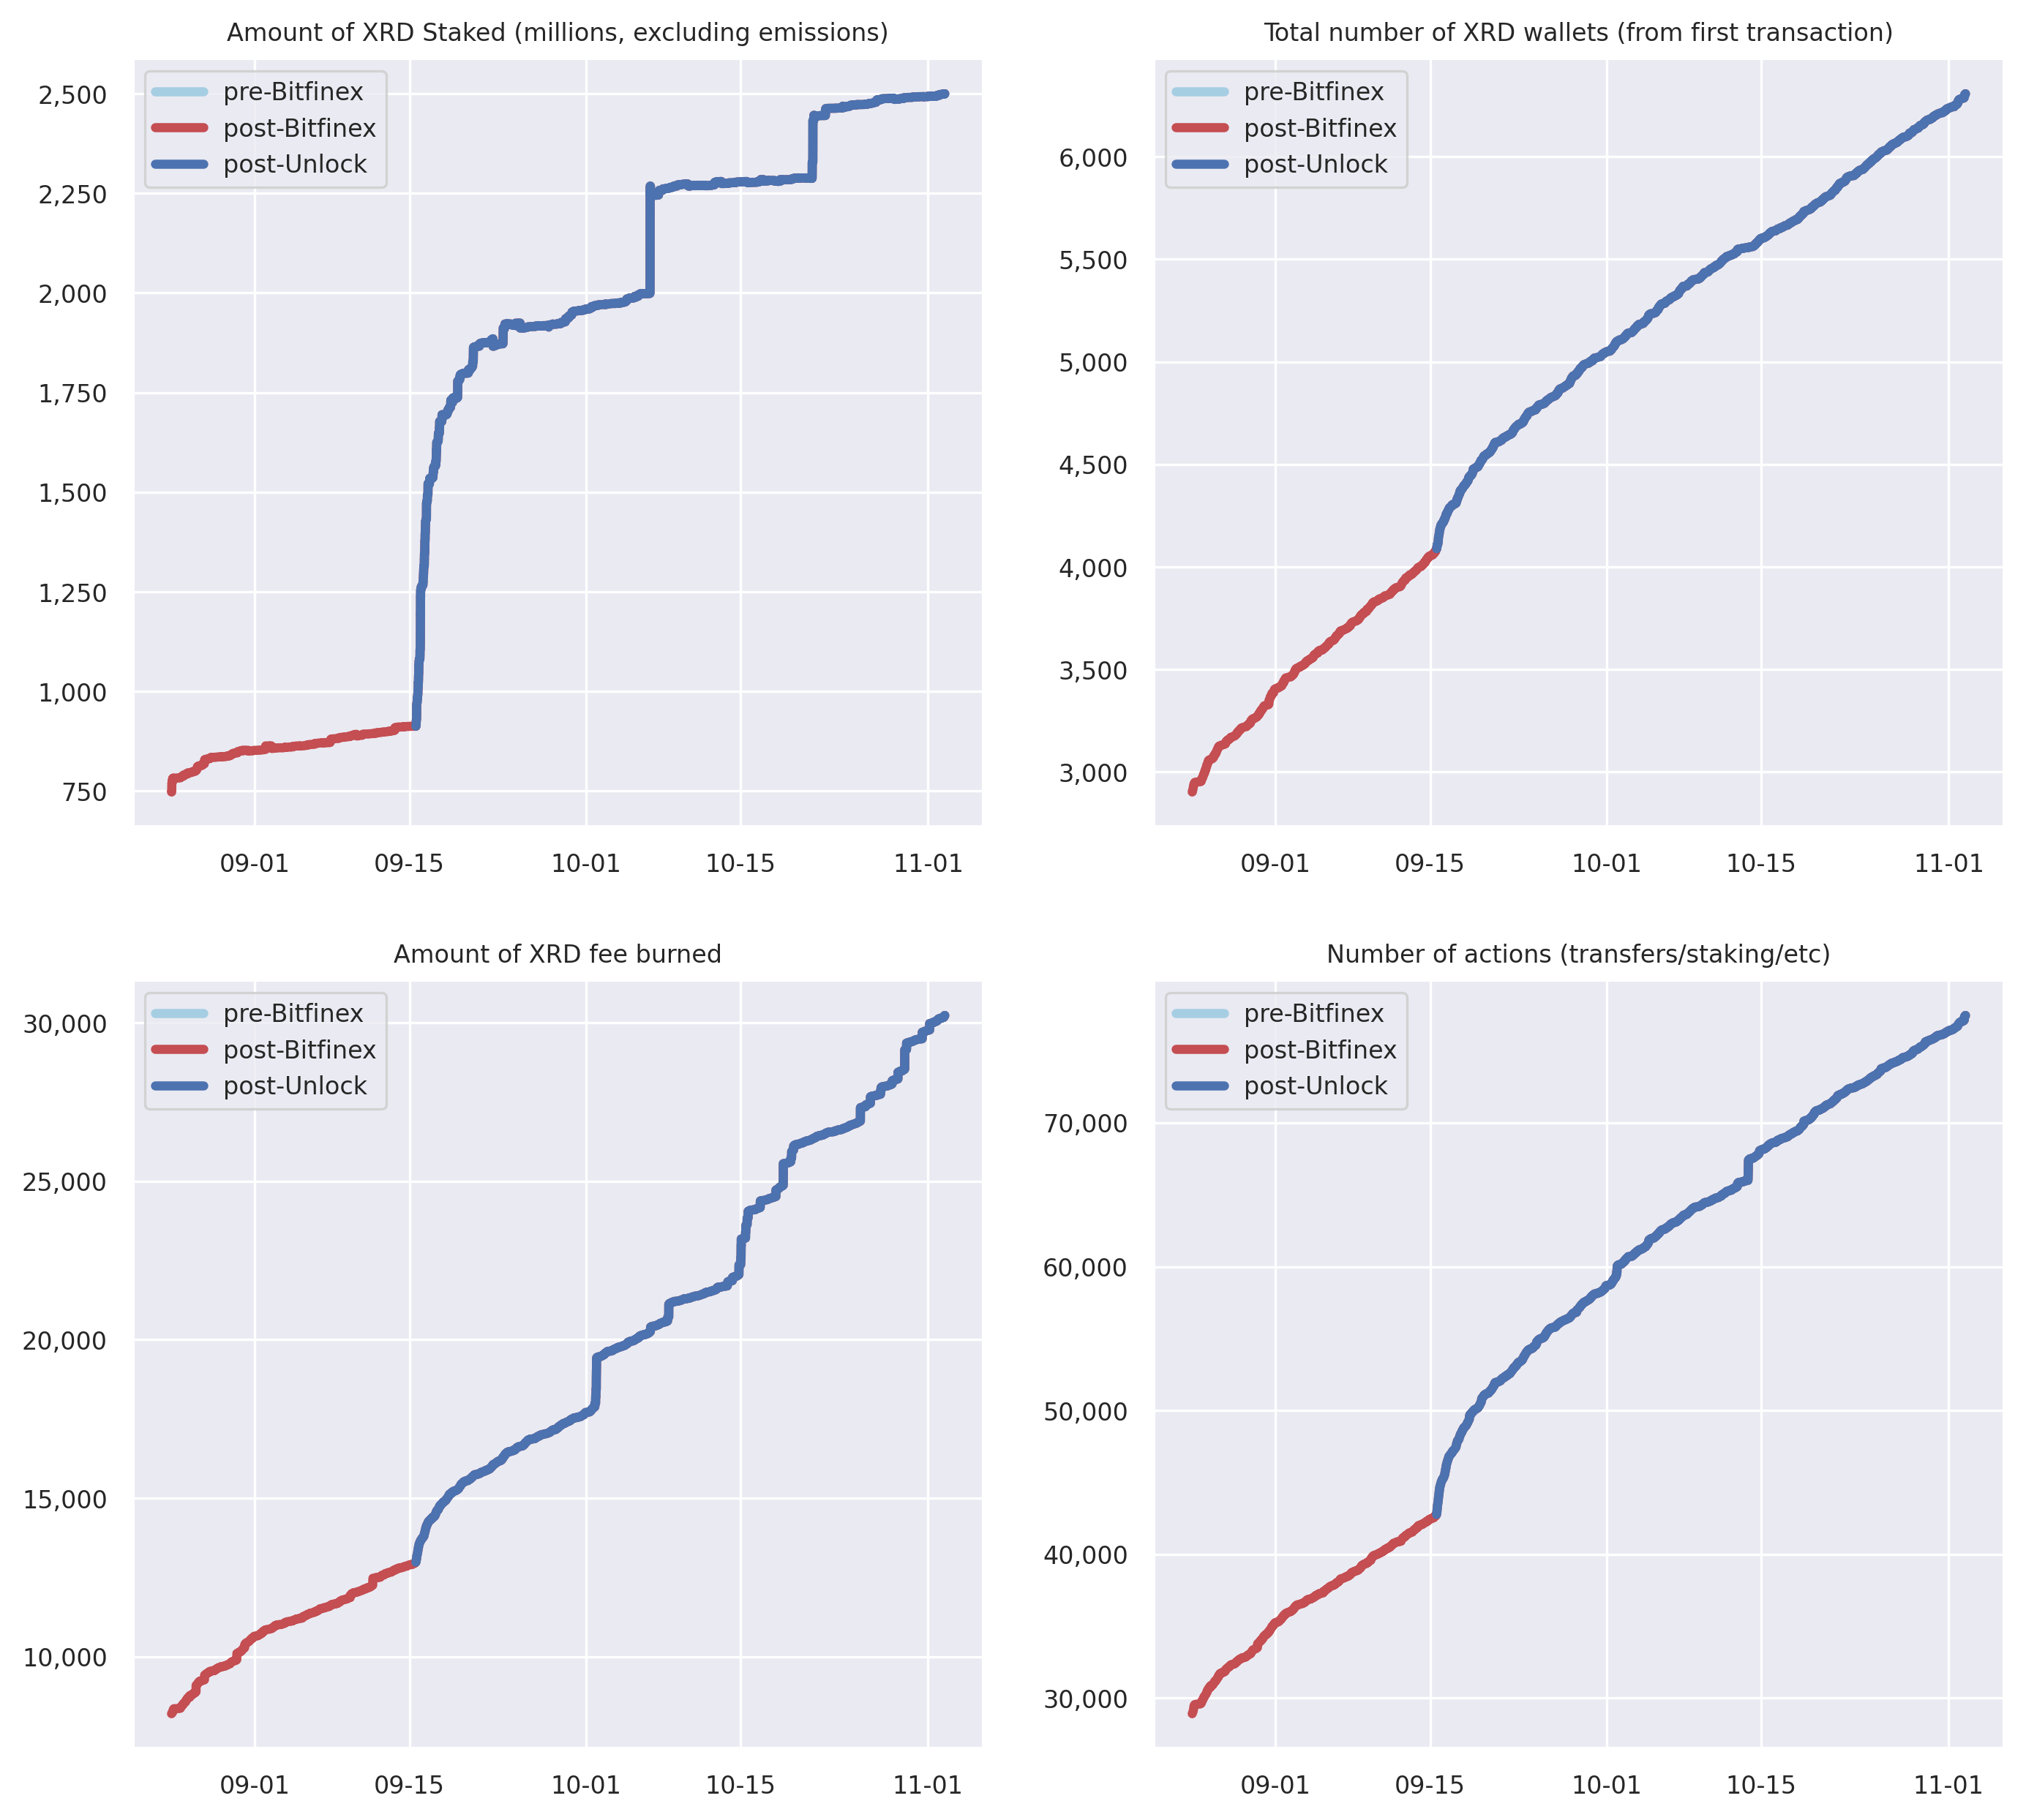 Amount of XRD Staked (millions, excluding emissions)
pre-Bitfinex
post-Bitfinex
post-Unlock
2,500
2,250
2,000
1,750
1,500
1,250
1,000
750
09-01 09-15 10-01 10-15 11-01
Total number of XRD wallets (from first transaction)
pre-Bitfinex
post-Bitfinex
post-Unlock
6,000
5,500
5,000
4,500
4,000
3,500
3,000
09-01 09-15 10-01 10-15 11-01
Amount of XRD fee burned
pre-Bitfinex
post-Bitfinex
post-Unlock
30,000
25,000
20,000
15,000
10,000
09-01 09-15 10-01 10-15 11-01
Number of actions (transfers/staking/etc)
pre-Bitfinex
post-Bitfinex
post-Unlock
70,000
60,000
50,000
40,000
30,000
09-01 09-15 10-01 10-15 11-01